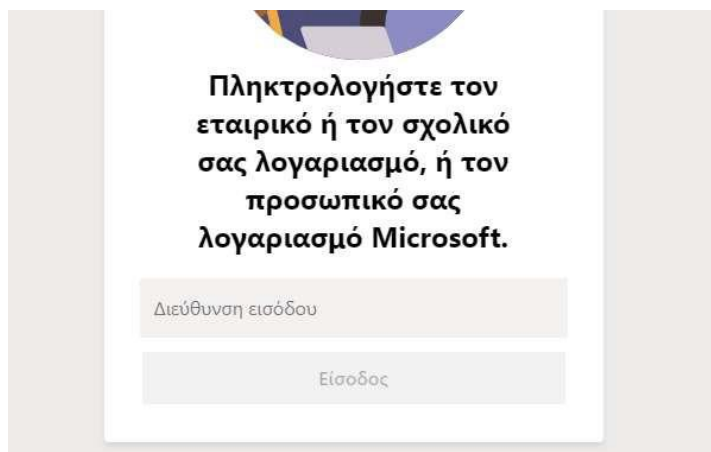 Πληκτρολογήστε τον
εταιρικό ή τον σχολικό
σας λογαριασμό, ή τον
προσωπικό σας
λογαριασμό Microsoft.
Διεύθυνση εισόδου
Είσοδος